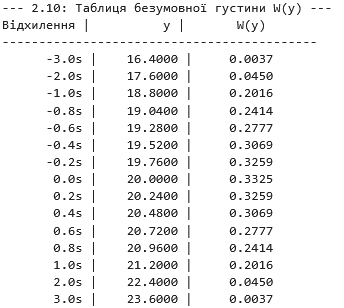 --- 2.10: Таблиця безумовної густини W(y) ---
Відхилення |          y |       W(y)
------------------------------------------
      -3.0s |    16.4000 |     0.0037
      -2.0s |    17.6000 |     0.0450
      -1.0s |    18.8000 |     0.2016
      -0.8s |    19.0400 |     0.2414
      -0.6s |    19.2800 |     0.2777
      -0.4s |    19.5200 |     0.3069
      -0.2s |    19.7600 |     0.3259
       0.0s |    20.0000 |     0.3325
       0.2s |    20.2400 |     0.3259
       0.4s |    20.4800 |     0.3069
       0.6s |    20.7200 |     0.2777
       0.8s |    20.9600 |     0.2414
       1.0s |    21.2000 |     0.2016
       2.0s |    22.4000 |     0.0450
       3.0s |    23.6000 |     0.0037